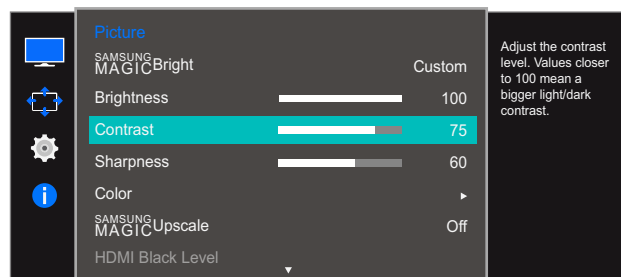 Picture
SAMSUNG
MAGICBright Custom
Brightness 100
Contrast 75
Sharpness 60
Color
SAMSUNG
MAGICUpscale Off
HDMI Black Level
Adjust the contrast
level. Values closer
to 100 mean a
bigger light/dark
contrast.